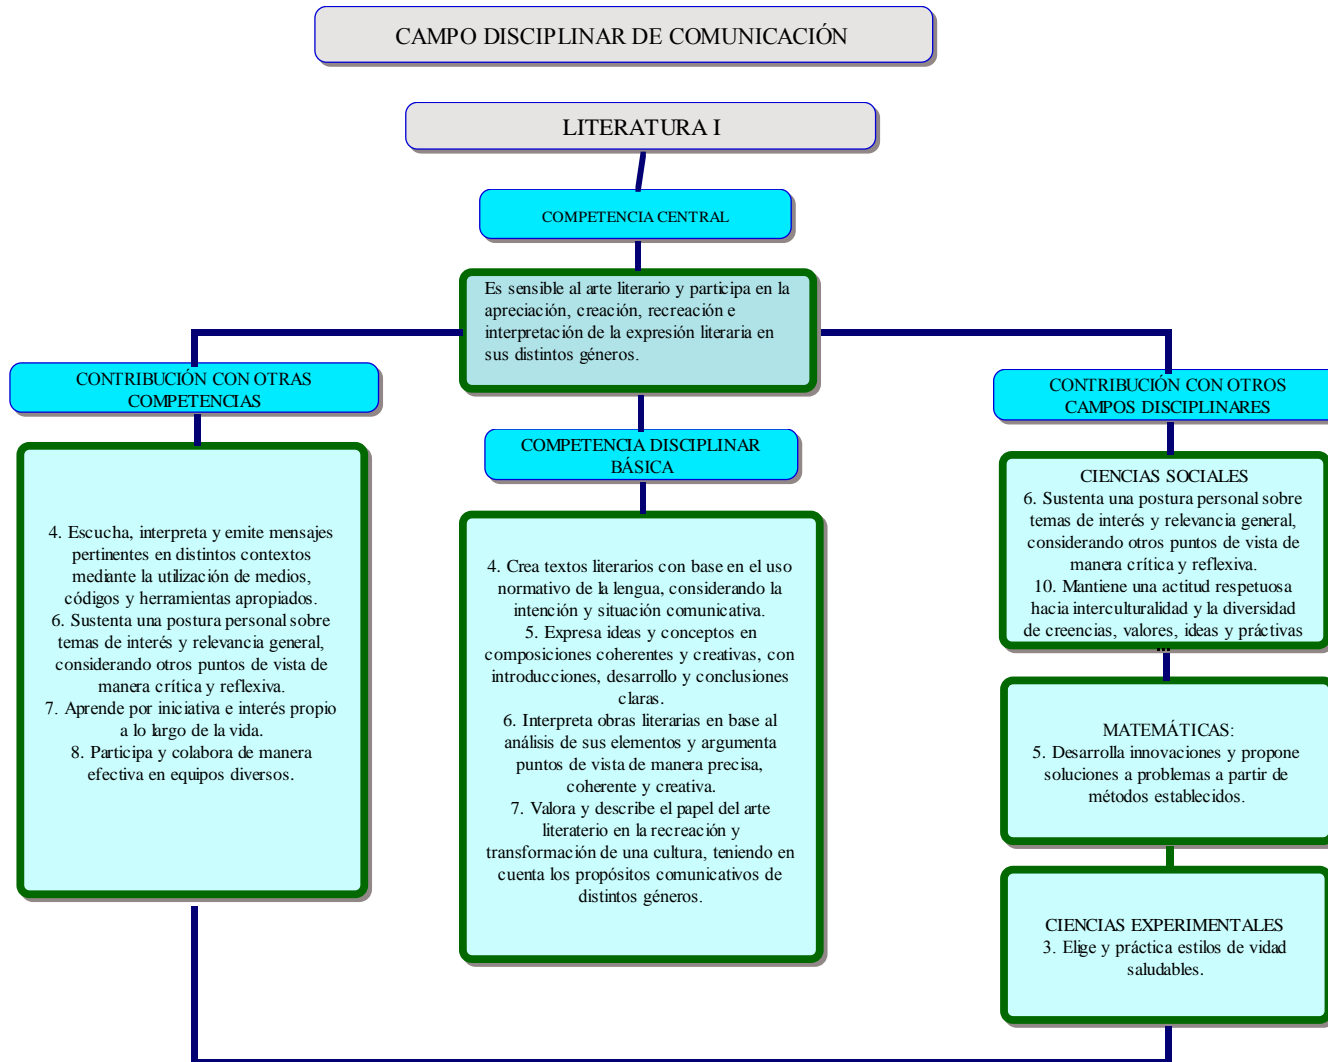 CAMPO DISCIPLINAR DE COMUNICACIÓN
LITERATURA I
COMPETENCIA CENTRAL
Es sensible al arte literario y participa en la
apreciación, creación, recreación e
interpretación de la expresión literaria en
sus distintos géneros.
CONTRIBUCIÓN CON OTRAS
COMPETENCIAS
4. Escucha, interpreta y emite mensajes
pertinentes en distintos contextos
mediante la utilización de medios,
códigos y herramientas apropiados.
6. Sustenta una postura personal sobre
temas de interés y relevancia general,
considerando otros puntos de vista de
manera crítica y reflexiva.
7. Aprende por iniciativa e interés propio
a lo largo de la vida.
8. Participa y colabora de manera
efectiva en equipos diversos.
COMPETENCIA DISCIPLINAR
BÁSICA
4. Crea textos literarios con base en el uso
normativo de la lengua, considerando la
intención y situación comunicativa.
5. Expresa ideas y conceptos en
composiciones coherentes y creativas, con
introducciones, desarrollo y conclusiones
claras.
6. Interpreta obras literarias en base al
análisis de sus elementos y argumenta
puntos de vista de manera precisa,
coherente y creativa.
7. Valora y describe el papel del arte
literaterio en la recreación y
transformación de una cultura, teniendo en
cuenta los propósitos comunicativos de
distintos géneros.
CONTRIBUCIÓN CON OTROS
CAMPOS DISCIPLINARES
CIENCIAS SOCIALES
6. Sustenta una postura personal sobre
temas de interés y relevancia general,
considerando otros puntos de vista de
manera crítica y reflexiva.
10. Mantiene una actitud respetuosa
hacia interculturalidad y la diversidad
de creencias, valores, ideas y práctivas
MATEMÁTICAS:
5. Desarrolla innovaciones y propone
soluciones a problemas a partir de
métodos establecidos.
CIENCIAS EXPERIMENTALES
3. Elige y práctica estilos de vidad
saludables.